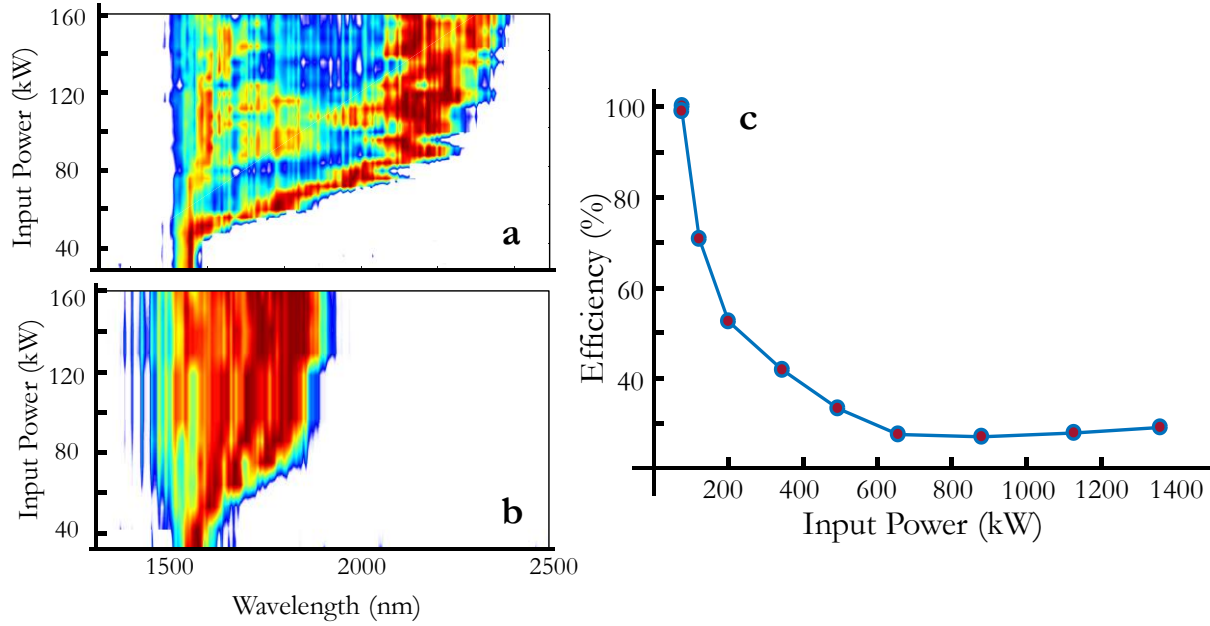 160
120
80
40
Input Power (kW)
a
160
120
80
40
Input Power (kW)
b
1500 2000 2500
Wavelength (nm)
100
80
60
40
Efficiency (%)
c
200 400 600 800 1000 1200 1400
Input Power (kW)